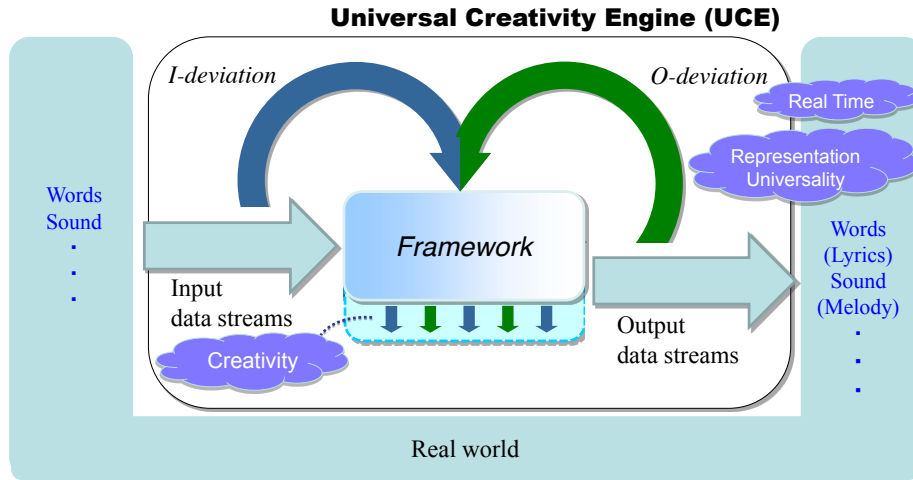 Universal Creativity Engine (UCE)
I-deviation
O-deviation
Real Time
Representation
Universality
Words
Sound
.
.
.
Framework
Words
(Lyrics)
Sound
(Melody)
.
.
.
Input
data streams
Output
data streams
Creativity
Real world